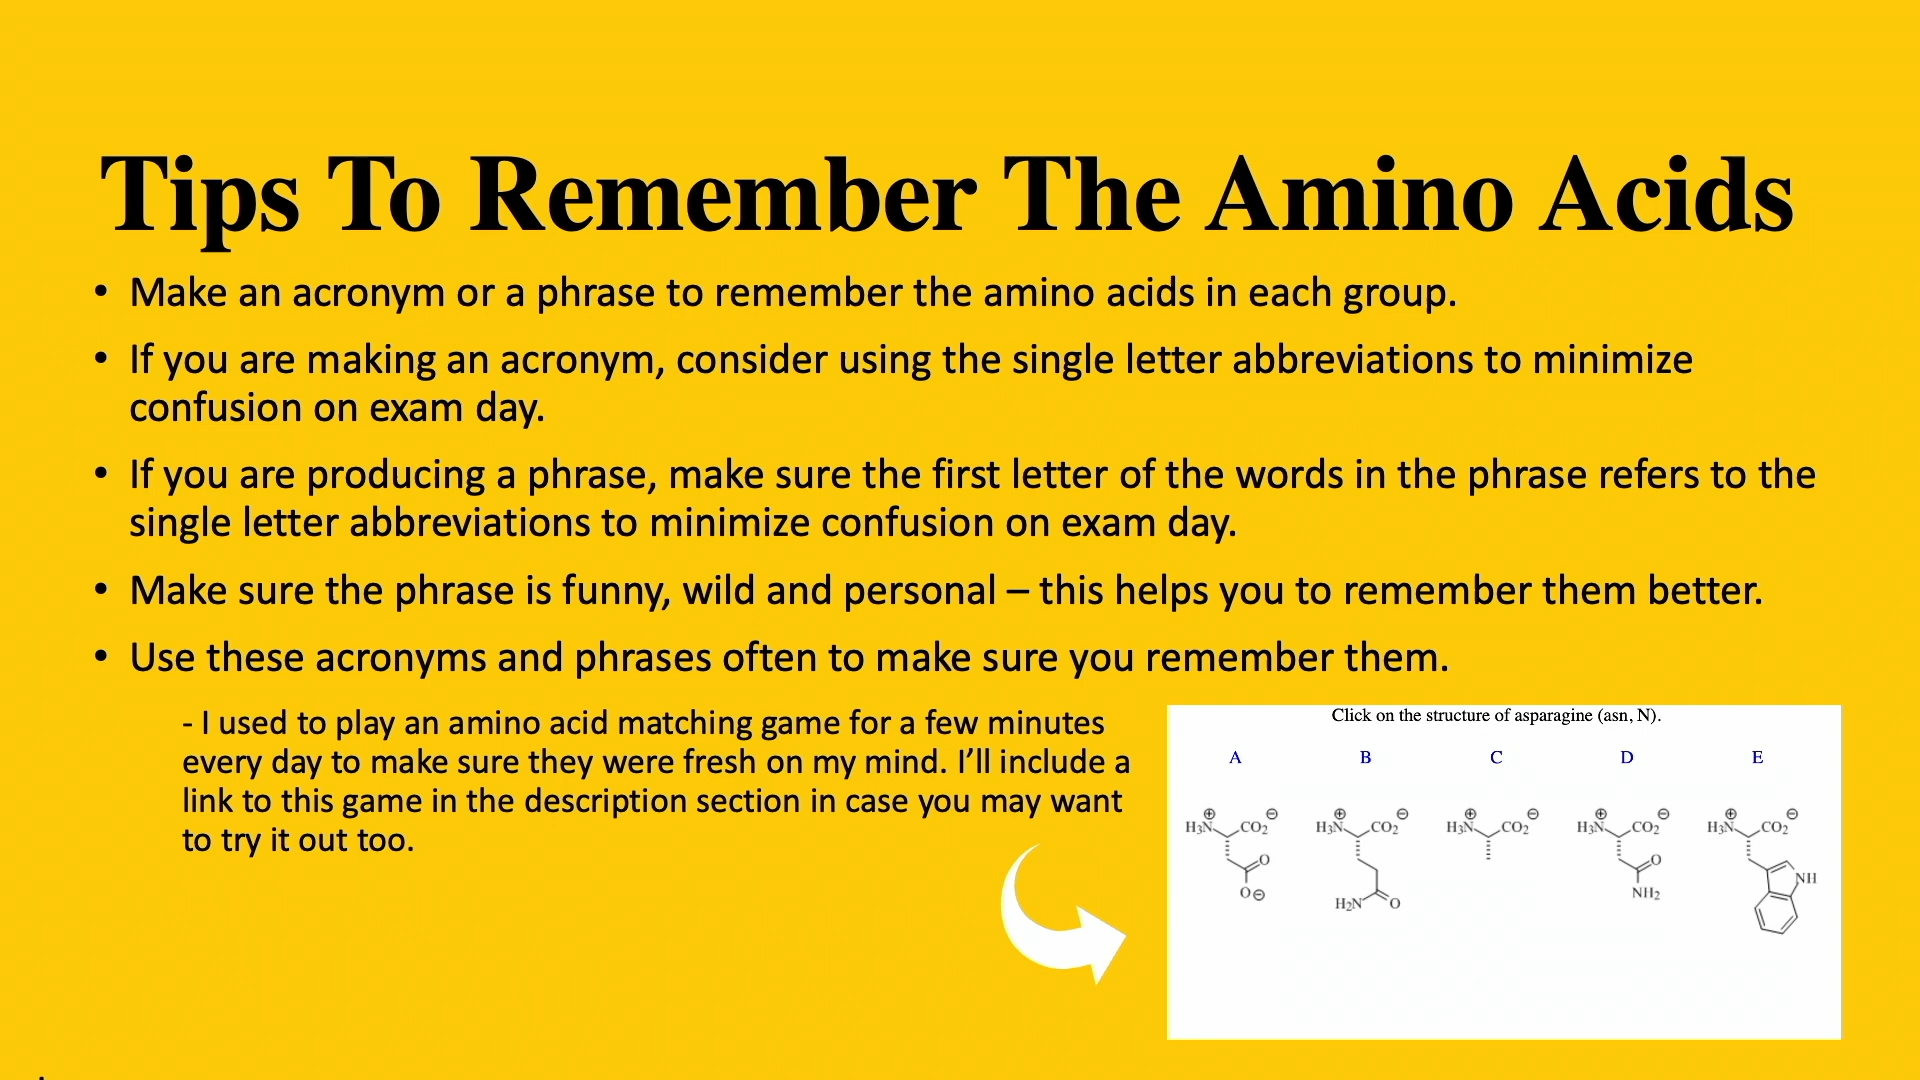 Tips To Remember The Amino Acids
• Make an acronym or a phrase to remember the amino acids in each group.
• If you are making an acronym, consider using the single letter abbreviations to minimize
confusion on exam day.
• If you are producing a phrase, make sure the first letter of the words in the phrase refers to the
single letter abbreviations to minimize confusion on exam day.
• Make sure the phrase is funny, wild and personal – this helps you to remember them better.
• Use these acronyms and phrases often to make sure you remember them.
- I used to play an amino acid matching game for a few minutes
every day to make sure they were fresh on my mind. I’ll include a
link to this game in the description section in case you may want
to try it out too.
Click on the structure of asparagine (asn, N).
A B C D E
H₃N⊕ CO₂⊖ H₃N⊕ CO₂⊖ H₃N⊕ CO₂⊖ H₃N⊕ CO₂⊖ H₃N⊕ CO₂⊖
O O NH
O⊖ NH₂
H₂N O